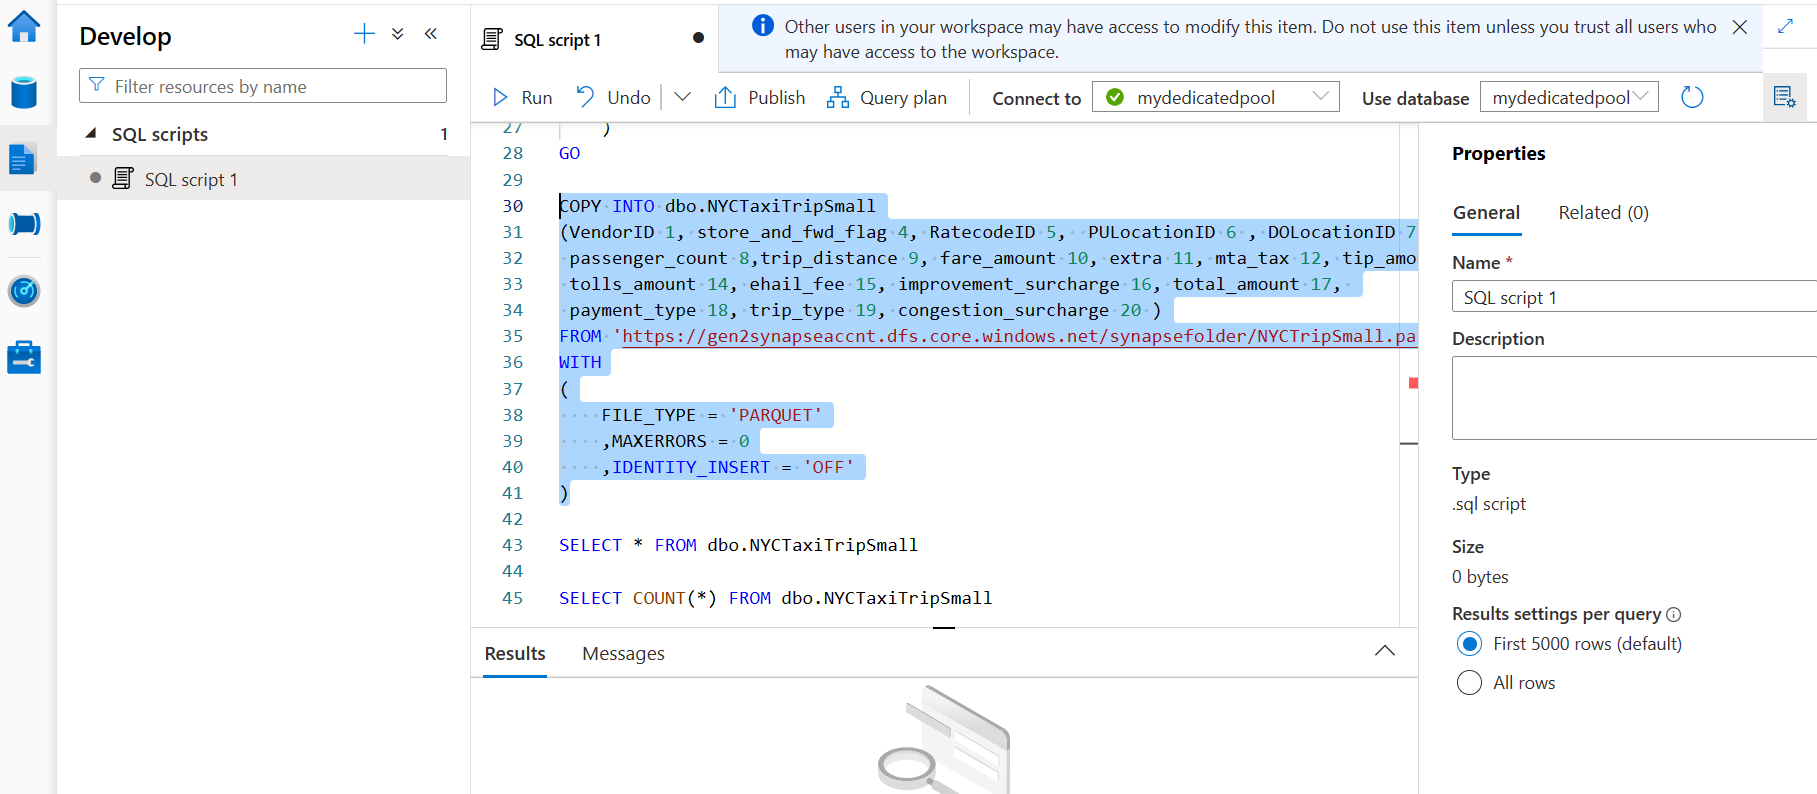 Develop
Filter resources by name
SQL scripts 1
SQL script 1
SQL script 1
Other users in your workspace may have access to modify this item. Do not use this item unless you trust all users who
may have access to the workspace.
Run Undo Publish Query plan Connect to mydedicatedpool Use database mydedicatedpool
27 )
28 GO
29
30 COPY INTO dbo.NYCTaxiTripSmall
31 (VendorID 1, store_and_fwd_flag 4, RatecodeID 5,  PULocationID 6 , DOLocationID 7
32 passenger_count 8,trip_distance 9, fare_amount 10, extra 11, mta_tax 12, tip_amo
33 tolls_amount 14, ehail_fee 15, improvement_surcharge 16, total_amount 17,
34 payment_type 18, trip_type 19, congestion_surcharge 20 )
35 FROM 'https://gen2synapseaccnt.dfs.core.windows.net/synapsefolder/NYCTripSmall.pa
36 WITH
37 (
38 FILE_TYPE = 'PARQUET'
39 ,MAXERRORS = 0
40 ,IDENTITY_INSERT = 'OFF'
41 )
42
43 SELECT * FROM dbo.NYCTaxiTripSmall
44
45 SELECT COUNT(*) FROM dbo.NYCTaxiTripSmall
Results Messages
Properties
General Related (0)
Name *
SQL script 1
Description
Type
.sql script
Size
0 bytes
Results settings per query
First 5000 rows (default)
All rows